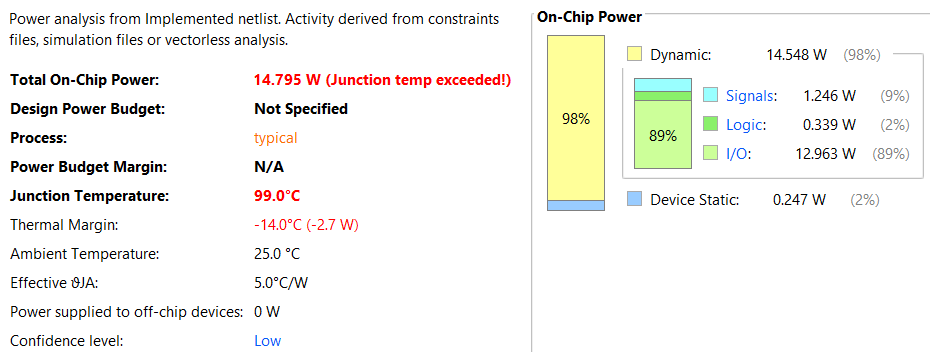 Power analysis from Implemented netlist. Activity derived from constraints
files, simulation files or vectorless analysis.
Total On-Chip Power: 14.795 W (Junction temp exceeded!)
Design Power Budget: Not Specified
Process: typical
Power Budget Margin: N/A
Junction Temperature: 99.0°C
Thermal Margin: -14.0°C (-2.7 W)
Ambient Temperature: 25.0 °C
Effective ϑJA: 5.0°C/W
Power supplied to off-chip devices: 0 W
Confidence level: Low
On-Chip Power
98%
Dynamic: 14.548 W (98%)
89%
Signals: 1.246 W (9%)
Logic: 0.339 W (2%)
I/O: 12.963 W (89%)
Device Static: 0.247 W (2%)